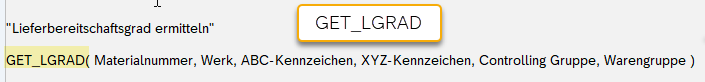 GET_LGRAD
"Lieferbereitschaftsgrad ermitteln"
GET_LGRAD( Materialnummer, Werk, ABC-Kennzeichen, XYZ-Kennzeichen, Controlling Gruppe, Warengruppe )